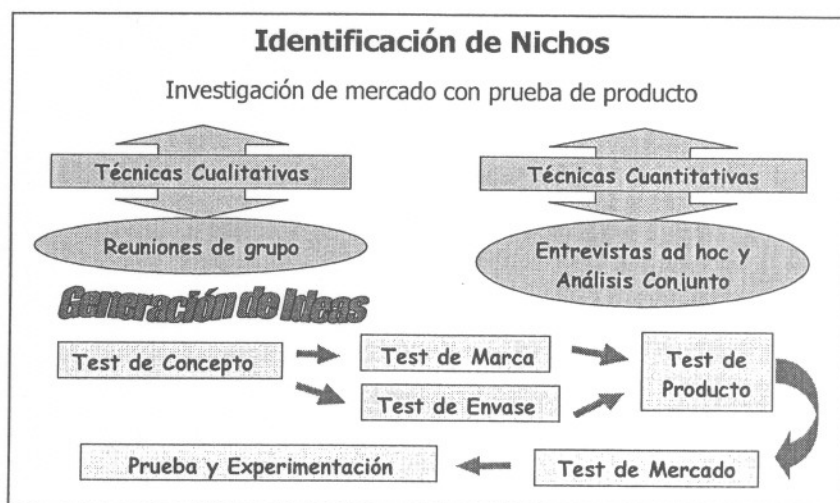 Identificación de Nichos
Investigación de mercado con prueba de producto
Técnicas Cualitativas
Técnicas Cuantitativas
Reuniones de grupo
Entrevistas ad hoc y
Análisis Conjunto
Generación de Ideas
Test de Concepto
Test de Marca
Test de Envase
Test de
Producto
Prueba y Experimentación
Test de Mercado